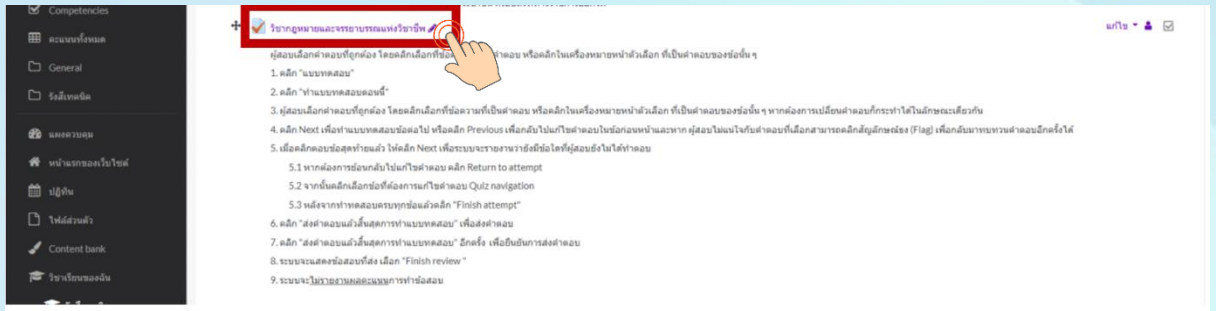 Competencies
คะแนนทั้งหมด
General
รังสีเทคนิค
แผงควบคุม
หน้าแรกของเว็บไซต์
ปฏิทิน
ไฟล์ส่วนตัว
Content bank
วิชาเรียนของฉัน
วิชากฎหมายและจรรยาบรรณแห่งวิชาชีพ
แก้ไข
ผู้สอบเลือกคำตอบที่ถูกต้อง โดยคลิกเลือกที่ข้อ คำตอบ หรือคลิกในเครื่องหมายหน้าตัวเลือก ที่เป็นคำตอบของข้อนั้น ๆ
1. คลิก "แบบทดสอบ"
2. คลิก "ทำแบบทดสอบตอนนี้"
3. ผู้สอบเลือกคำตอบที่ถูกต้อง โดยคลิกเลือกที่ข้อความที่เป็นคำตอบ หรือคลิกในเครื่องหมายหน้าตัวเลือก ที่เป็นคำตอบของข้อนั้น ๆ หากต้องการเปลี่ยนคำตอบก็กระทำได้ในลักษณะเดียวกัน
4. คลิก Next เพื่อทำแบบทดสอบข้อต่อไป หรือคลิก Previous เพื่อกลับไปแก้ไขคำตอบในข้อก่อนหน้าและหาก ผู้สอบไม่แน่ใจกับคำตอบที่เลือกสามารถคลิกสัญลักษณ์ธง (Flag) เพื่อกลับมาทบทวนคำตอบอีกครั้งได้
5. เมื่อคลิกตอบข้อสุดท้ายแล้ว ให้คลิก Next เพื่อระบบจะรายงานว่ายังมีข้อใดที่ผู้สอบยังไม่ได้ทำคำตอบ
5.1 หากต้องการย้อนกลับไปแก้ไขคำตอบ คลิก Return to attempt
5.2 จากนั้นคลิกเลือกข้อที่ต้องการแก้ไขคำตอบ Quiz navigation
5.3 หลังจากทำทดสอบครบทุกข้อแล้วคลิก "Finish attempt"
6. คลิก "ส่งคำตอบแล้วสิ้นสุดการทำแบบทดสอบ" เพื่อส่งคำตอบ
7. คลิก "ส่งคำตอบแล้วสิ้นสุดการทำแบบทดสอบ" อีกครั้ง เพื่อยืนยันการส่งคำตอบ
8. ระบบจะแสดงข้อสอบที่ส่ง เลือก "Finish review "
9. ระบบจะไม่รายงานผลคะแนนการทำข้อสอบ